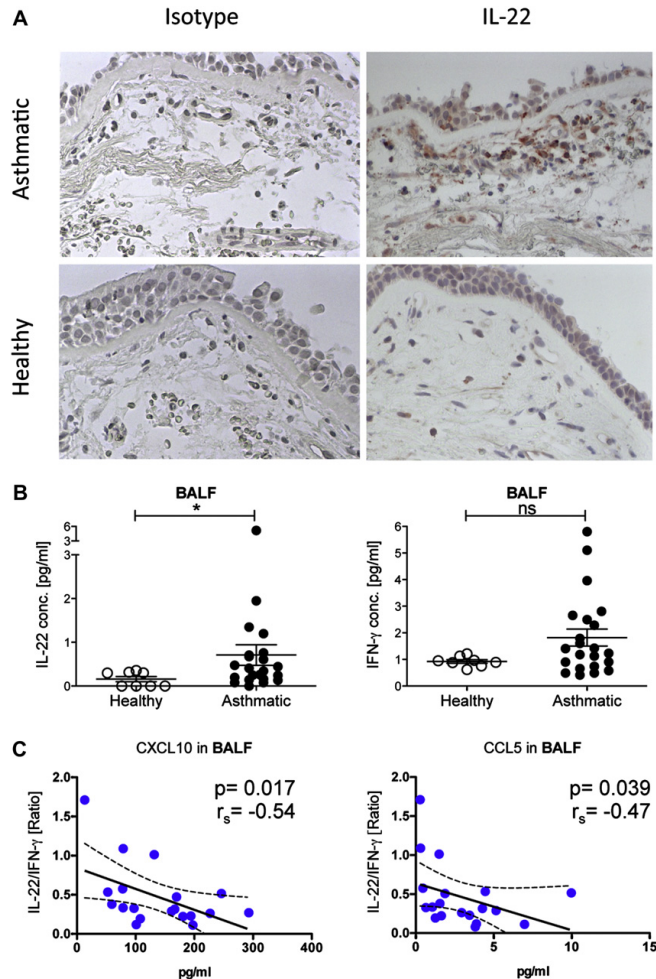 A
Isotype
IL-22
Asthmatic
Healthy
B
BALF
*
IL-22 conc. [pg/ml]
6
3
3
2
1
0
Healthy
Asthmatic
BALF
ns
IFN-γ conc. [pg/ml]
6
5
4
3
2
1
0
Healthy
Asthmatic
C
CXCL10 in BALF
p= 0.017
rs= -0.54
IL-22/IFN-γ [Ratio]
2.0
1.5
1.0
0.5
0.0
0 100 200 300 400
pg/ml
CCL5 in BALF
p= 0.039
rs= -0.47
IL-22/IFN-γ [Ratio]
2.0
1.5
1.0
0.5
0.0
0 5 10 15
pg/ml